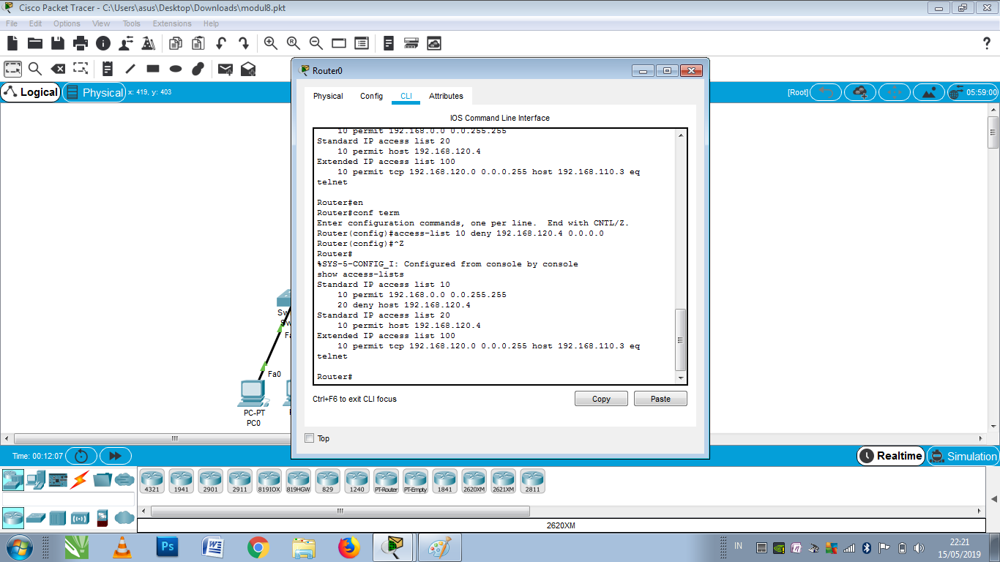 Cisco Packet Tracer - C:\Users\asus\Desktop\Downloads\modul8.pkt
File Edit Options View Tools Extensions Help
Router0
Logical
Physical
x: 419, y: 403
[Root]
05:59:00
Physical Config CLI Attributes
IOS Command Line Interface
10 permit 192.168.0.0 0.0.255.255
Standard IP access list 20
10 permit host 192.168.120.4
Extended IP access list 100
10 permit tcp 192.168.120.0 0.0.0.255 host 192.168.110.3 eq
telnet
Router#en
Router#conf term
Enter configuration commands, one per line.  End with CNTL/Z.
Router(config)#access-list 10 deny 192.168.120.4 0.0.0.0
Router(config)#^Z
Router#
%SYS-5-CONFIG_I: Configured from console by console
show access-lists
Standard IP access list 10
10 permit 192.168.0.0 0.0.255.255
20 deny host 192.168.120.4
Standard IP access list 20
10 permit host 192.168.120.4
Extended IP access list 100
10 permit tcp 192.168.120.0 0.0.0.255 host 192.168.110.3 eq
telnet
Router#
Ctrl+F6 to exit CLI focus
Copy
Paste
Top
Sw
Sw
Fa
Fa0
PC-PT
PC0
Time: 00:12:07
Realtime
Simulation
4321 1941 2901 2911 819IOX 819HGW 829 1240 PT-Router PT-Empty 1841 2620XM 2621XM 2811
2620XM
Ps
W
IN
22:21
15/05/2019